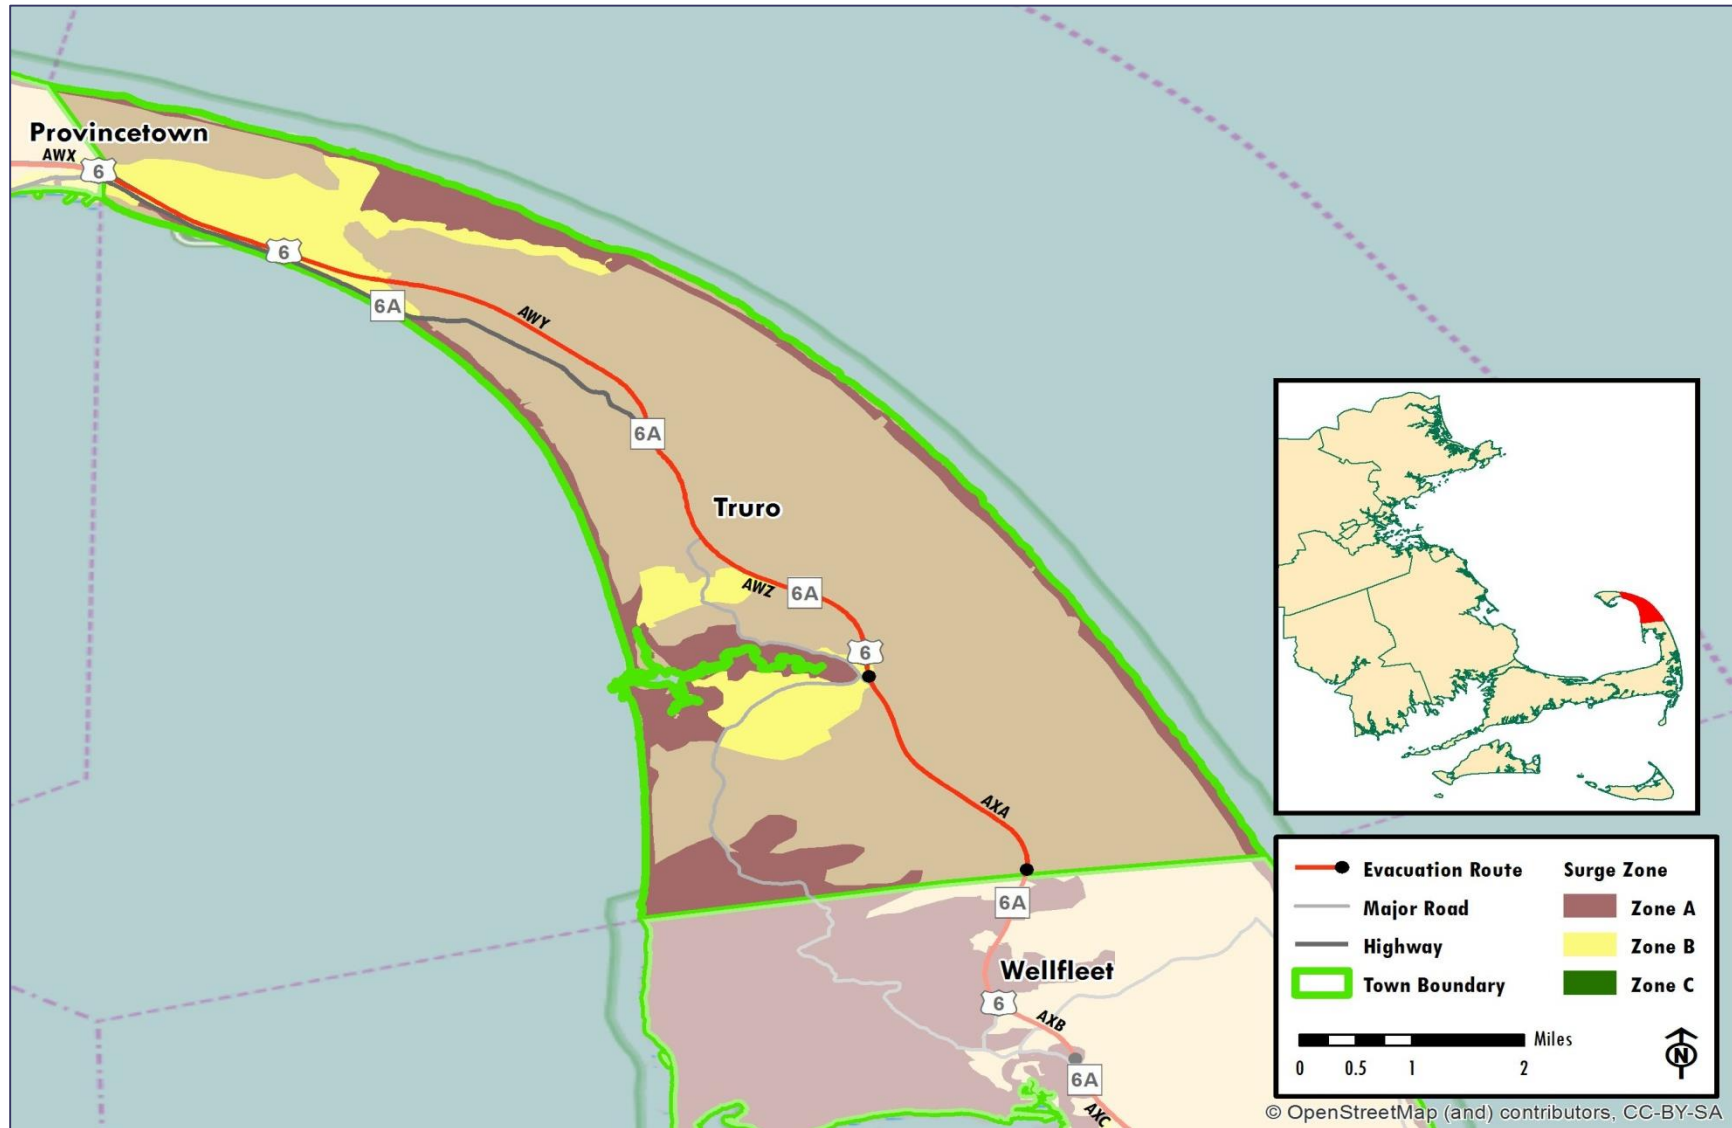 Provincetown
AWX
6
6
6A
AWY
6A
Truro
AWZ
6A
6
AXA
6A
Wellfleet
6
AXB
6A
AXC
Evacuation Route
Major Road
Highway
Town Boundary
Surge Zone
Zone A
Zone B
Zone C
Miles
0 0.5 1 2
N
© OpenStreetMap (and) contributors, CC-BY-SA